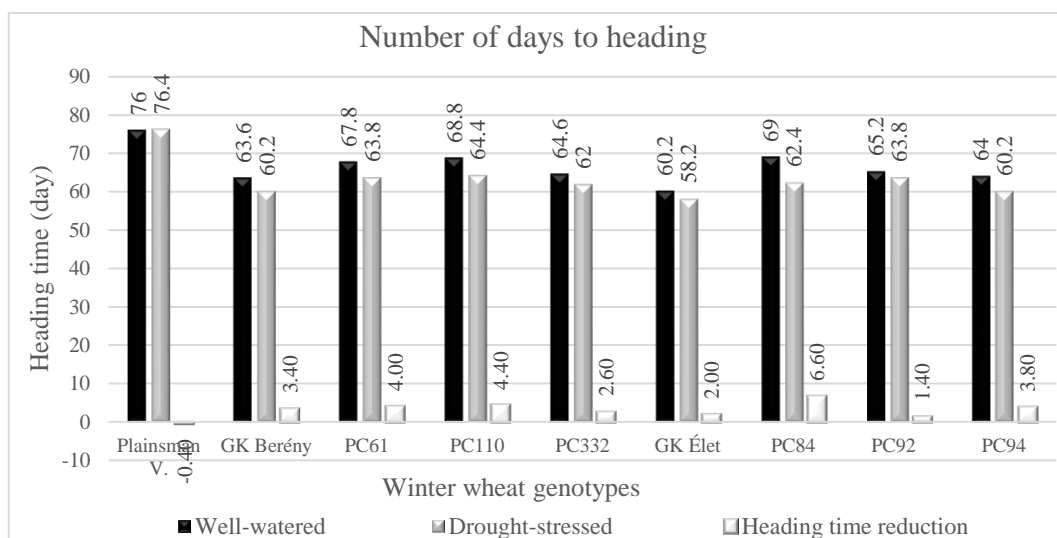 Number of days to heading
Heading time (day)
90
80
70
60
50
40
30
20
10
0
-10
76
76.4
-0.40
63.6
60.2
3.40
67.8
63.8
4.00
68.8
64.4
4.40
64.6
62
2.60
60.2
58.2
2.00
69
62.4
6.60
65.2
63.8
1.40
64
60.2
3.80
Plainsman
V.
GK Berény
PC61
PC110
PC332
GK Élet
PC84
PC92
PC94
Winter wheat genotypes
Well-watered
Drought-stressed
Heading time reduction